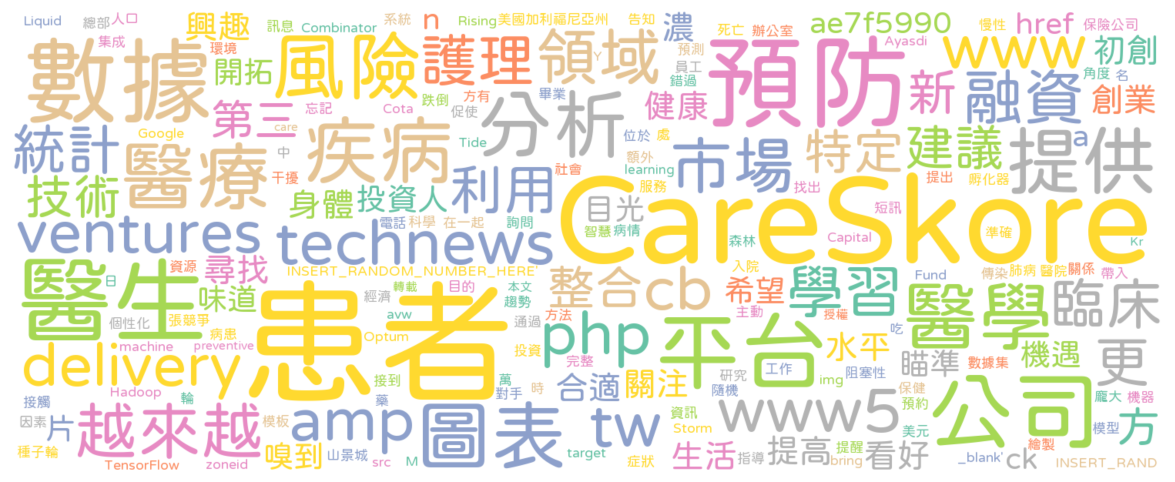 Liquid 總部 人口 興趣 訊息 Combinator 系統 n Rising 美國加利福尼亞州 告知 濃 死亡 辦公室 ae7f5990 慢性 href 保險公司
集成 環境 數據 開拓 風險 護理 領域 Y 預測 員工 錯過 預防 Ayasdi www 角度 名 初創
第三 忘記 跌倒 Cota 方有 促使 畢業 健康 新 融資 創業
統計 Google care 醫療 中 干擾 疾病 分析 Tide 位於 處 額外 learning 市場 特定 提出 孵化器 建議 a 提供
技術 身體 投資人 利用 社會 服務 找出 目光 短訊 CareSkore
ventures 電話 科學 在一起 詢問 technews 智慧 病情 森林 Capital 準確 Kr
醫生 資源 尋找 INSERT_RANDOM_NUMBER_HERE' 入院 整合 cb 希望 關係 學習 Fund 傳染 肺病 醫院 關係 帶入 臨床
日 味道 經濟 轉載 目的 本文 趨勢 患者 方法 主動 授權 醫學
個性化 張競爭 avw 通過 php 平台 吃 水平 機遇
delivery 病患 machine preventive Optum 投資 完整 研究 工作 img 阻塞性 瞄準 數據集 更
接觸 Hadoop 輪 接到 藥 萬 對手 時 合適 關注 隨機 保健 龐大 機器
因素 片 越來越 模板 amp 圖表 tw 資訊 Storm www5 預約 美元 公司 模型 方
種子輪 TensorFlow zoneid 嗅到 山景城 src M target 症狀 生活 指導 提高 提醒 bring 看好 _blank' 繪製 ck INSERT_RAND